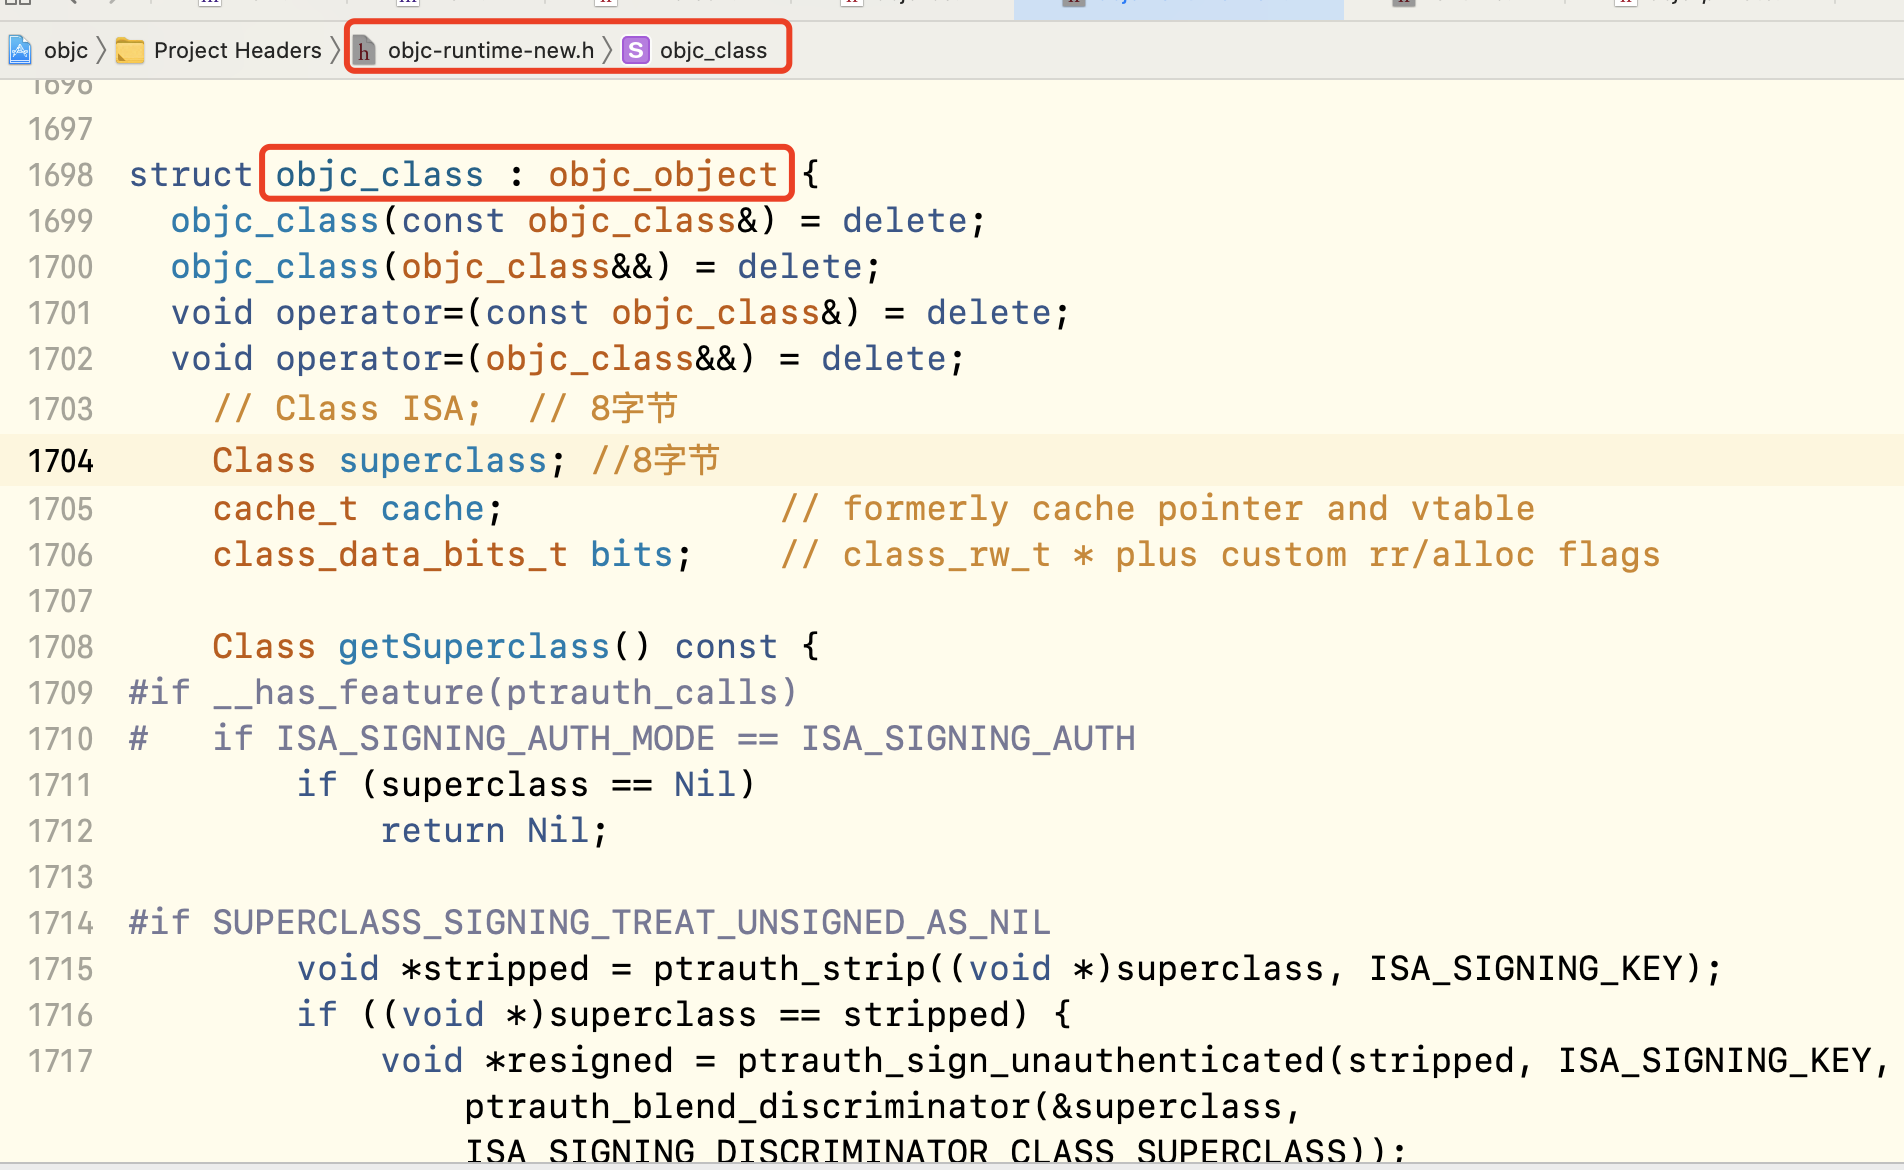 objc 〉 Project Headers 〉 objc-runtime-new.h 〉 S objc_class
1696
1697
1698 struct objc_class : objc_object {
1699 objc_class(const objc_class&) = delete;
1700 objc_class(objc_class&&) = delete;
1701 void operator=(const objc_class&) = delete;
1702 void operator=(objc_class&&) = delete;
1703 // Class ISA; // 8字节
1704 Class superclass; //8字节
1705 cache_t cache; // formerly cache pointer and vtable
1706 class_data_bits_t bits; // class_rw_t * plus custom rr/alloc flags
1707
1708 Class getSuperclass() const {
1709 #if __has_feature(ptrauth_calls)
1710 # if ISA_SIGNING_AUTH_MODE == ISA_SIGNING_AUTH
1711 if (superclass == Nil)
1712 return Nil;
1713
1714 #if SUPERCLASS_SIGNING_TREAT_UNSIGNED_AS_NIL
1715 void *stripped = ptrauth_strip((void *)superclass, ISA_SIGNING_KEY);
1716 if ((void *)superclass == stripped) {
1717 void *resigned = ptrauth_sign_unauthenticated(stripped, ISA_SIGNING_KEY,
ptrauth_blend_discriminator(&superclass,
ISA_SIGNING_DISCRIMINATOR_CLASS_SUPERCLASS));